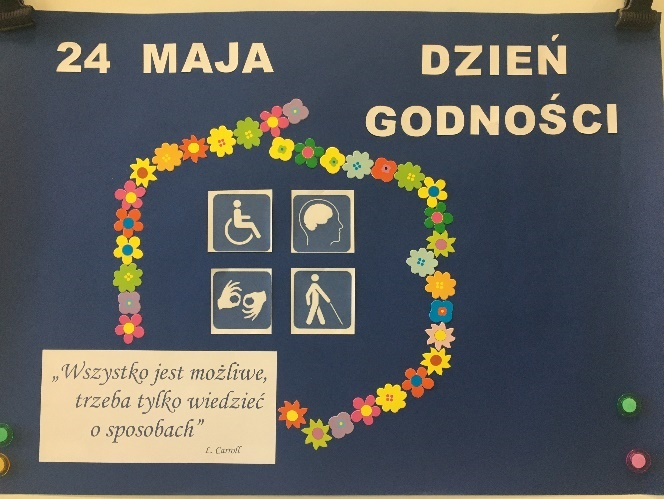 24 MAJA
DZIEŃ
GODNOŚCI
„Wszystko jest możliwe,
trzeba tylko wiedzieć
o sposobach”
L. Carroll